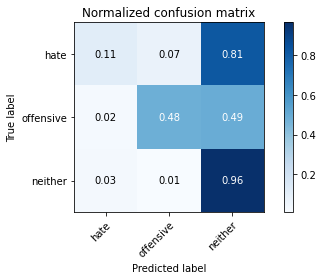 Normalized confusion matrix
True label
hate 0.11 0.07 0.81
offensive 0.02 0.48 0.49
neither 0.03 0.01 0.96
hate offensive neither
Predicted label
0.8
0.6
0.4
0.2